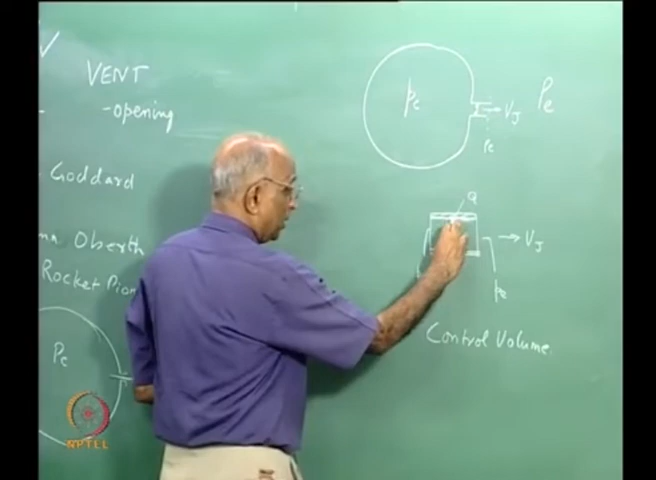 V
VENT
-opening
Goddard
Oberth
Rocket Pion
Pc
Pc
VJ
Pe
Pe
Q
VJ
Pe
Control Volume.
NPTEL